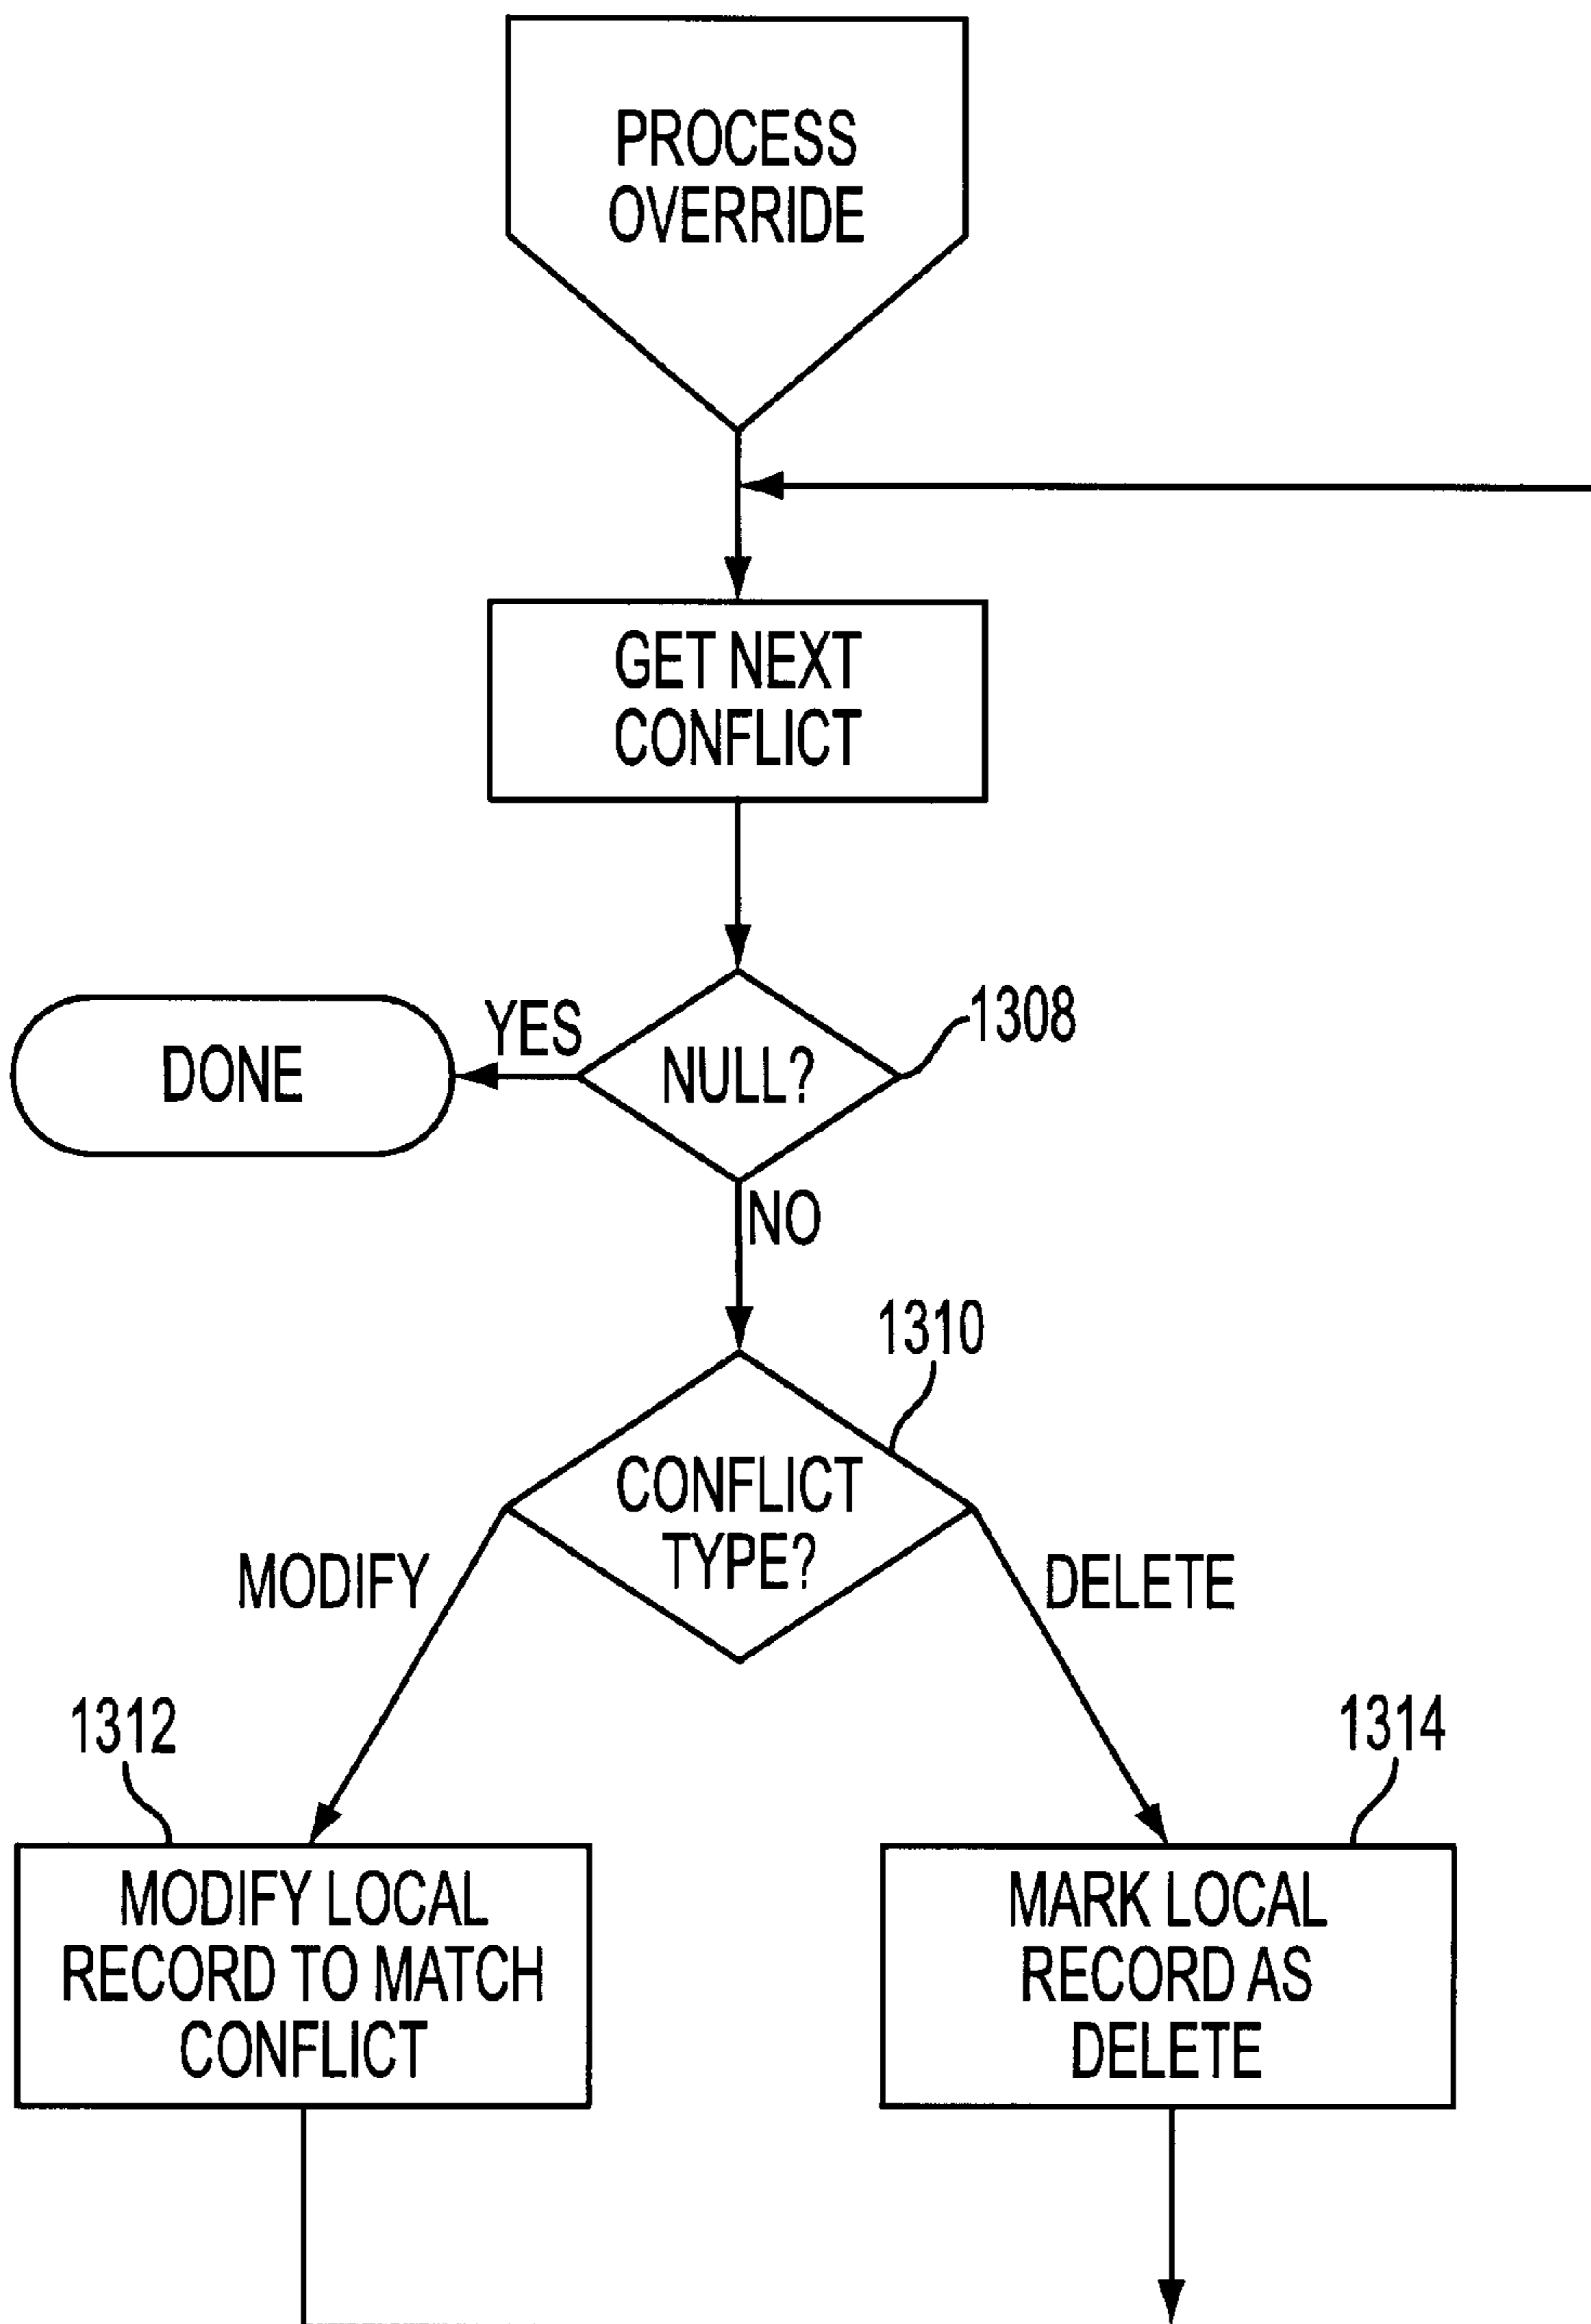 PROCESS
OVERRIDE
GET NEXT
CONFLICT
YES
DONE
NULL?
1308
NO
1310
CONFLICT
TYPE?
MODIFY
DELETE
1312
1314
MODIFY LOCAL
RECORD TO MATCH
CONFLICT
MARK LOCAL
RECORD AS
DELETE